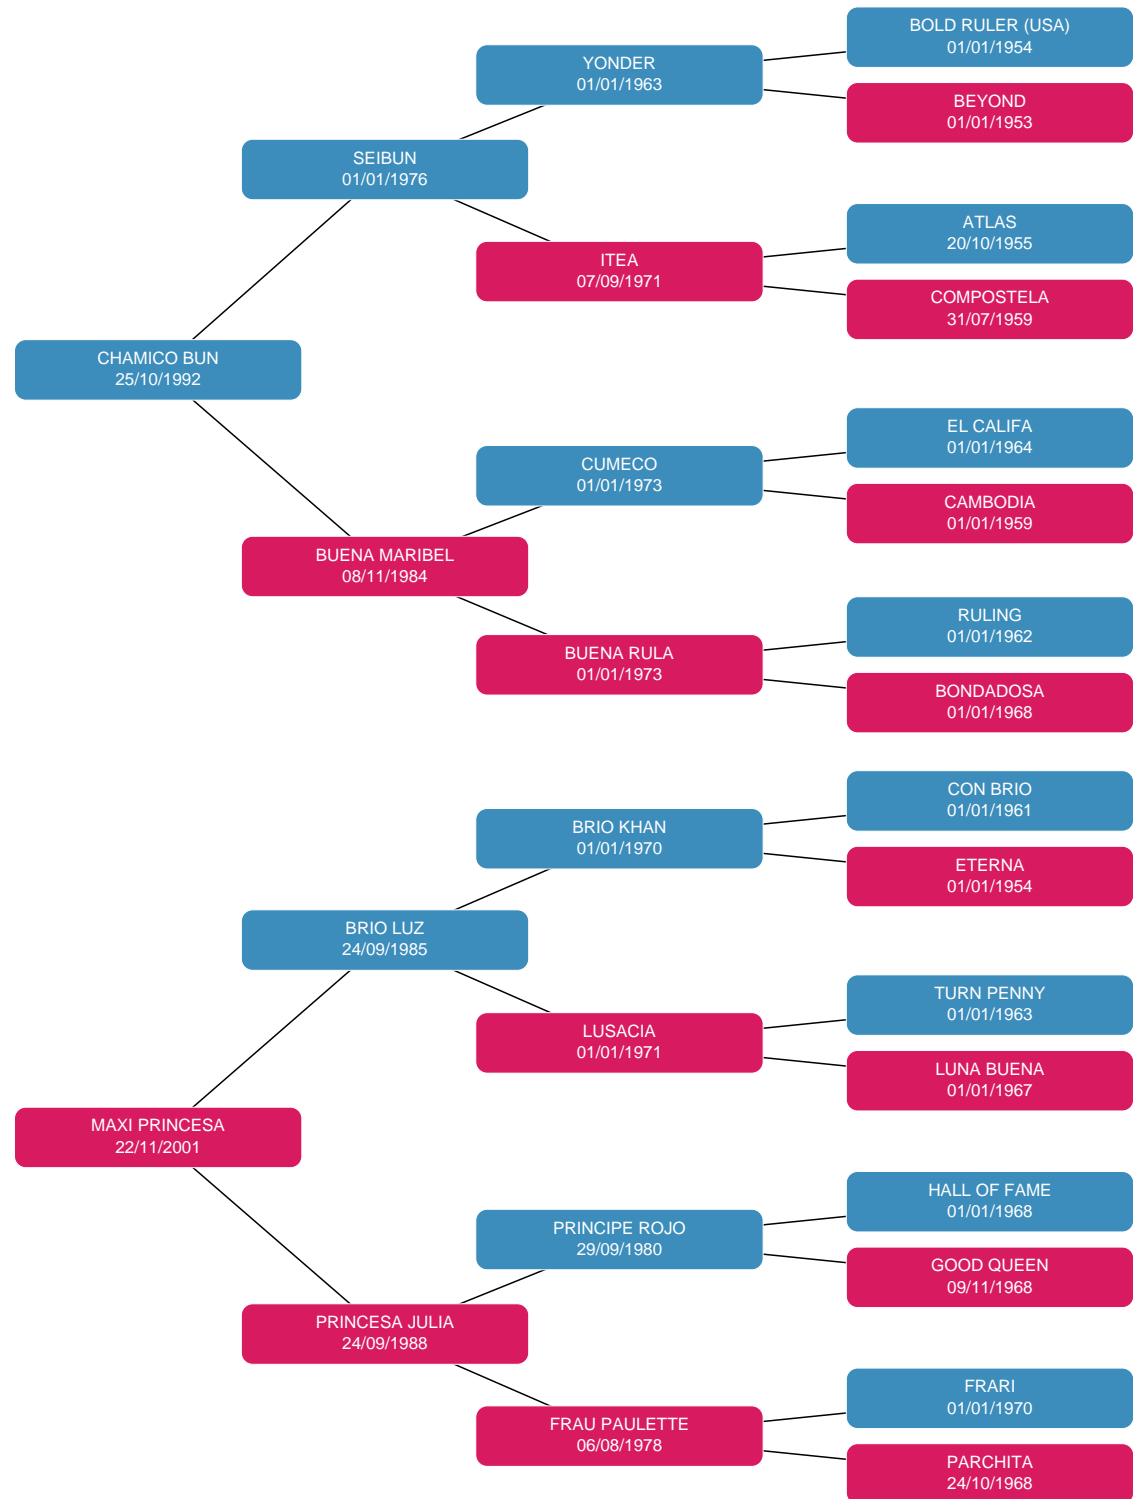 BOLD RULER (USA)
01/01/1954
YONDER
01/01/1963
BEYOND
01/01/1953
SEIBUN
01/01/1976
ATLAS
20/10/1955
ITEA
07/09/1971
COMPOSTELA
31/07/1959
CHAMICO BUN
25/10/1992
EL CALIFA
01/01/1964
CUMECO
01/01/1973
CAMBODIA
01/01/1959
BUENA MARIBEL
08/11/1984
RULING
01/01/1962
BUENA RULA
01/01/1973
BONDADOSA
01/01/1968
CON BRIO
01/01/1961
BRIO KHAN
01/01/1970
ETERNA
01/01/1954
BRIO LUZ
24/09/1985
TURN PENNY
01/01/1963
LUSACIA
01/01/1971
LUNA BUENA
01/01/1967
MAXI PRINCESA
22/11/2001
HALL OF FAME
01/01/1968
PRINCIPE ROJO
29/09/1980
GOOD QUEEN
09/11/1968
PRINCESA JULIA
24/09/1988
FRARI
01/01/1970
FRAU PAULETTE
06/08/1978
PARCHITA
24/10/1968